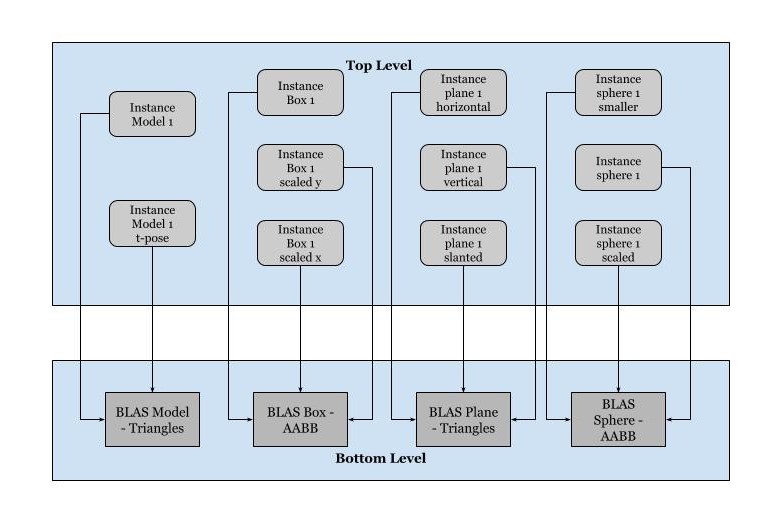 Top Level
Instance
Model 1
Instance
Box 1
Instance
plane 1
horizontal
Instance
sphere 1
smaller
Instance
Box 1
scaled y
Instance
plane 1
vertical
Instance
sphere 1
Instance
Model 1
t-pose
Instance
Box 1
scaled x
Instance
plane 1
slanted
Instance
sphere 1
scaled
BLAS Model
- Triangles
BLAS Box -
AABB
BLAS Plane
- Triangles
BLAS
Sphere -
AABB
Bottom Level